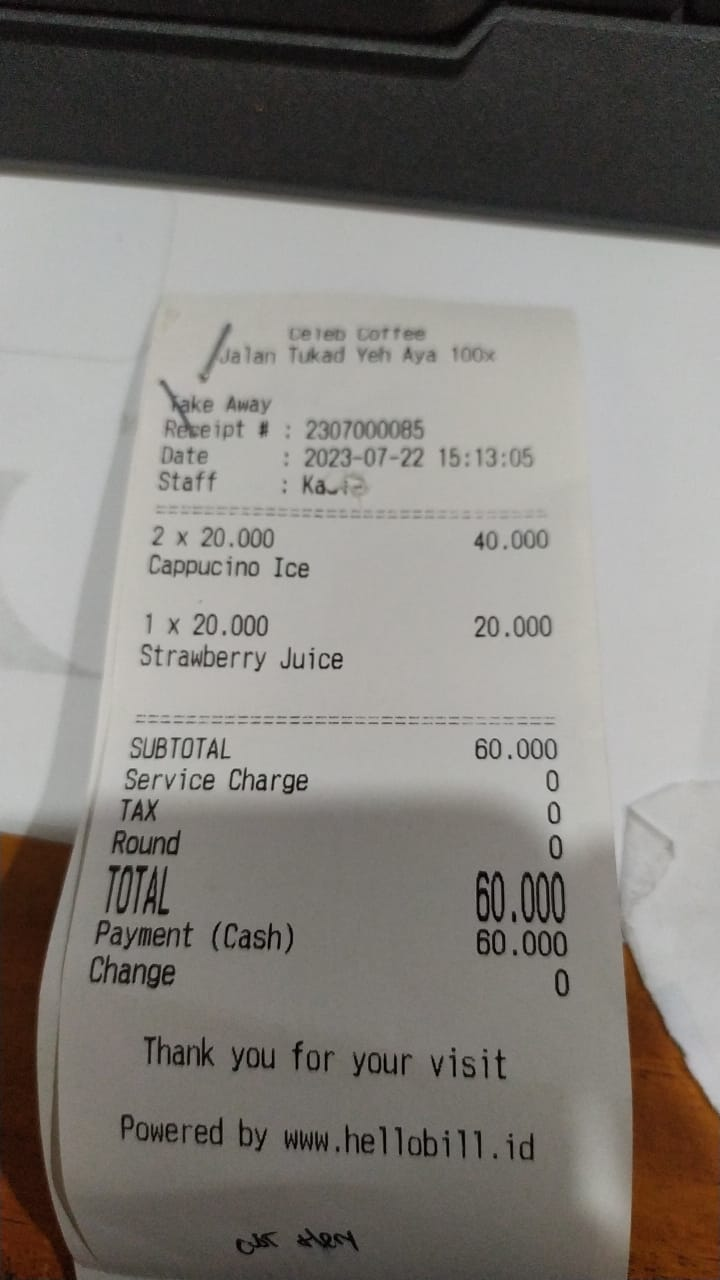 Celeb Coffee
Jalan Tukad Yeh Aya 100x
Take Away
Receipt # : 2307000085
Date : 2023-07-22 15:13:05
Staff :
================================
2 x 20.000 40.000
Cappucino Ice
1 x 20.000 20.000
Strawberry Juice
================================
SUBTOTAL 60.000
Service Charge 0
TAX 0
Round 0
TOTAL 60.000
Payment (Cash) 60.000
Change 0
Thank you for your visit
Powered by www.hellobill.id